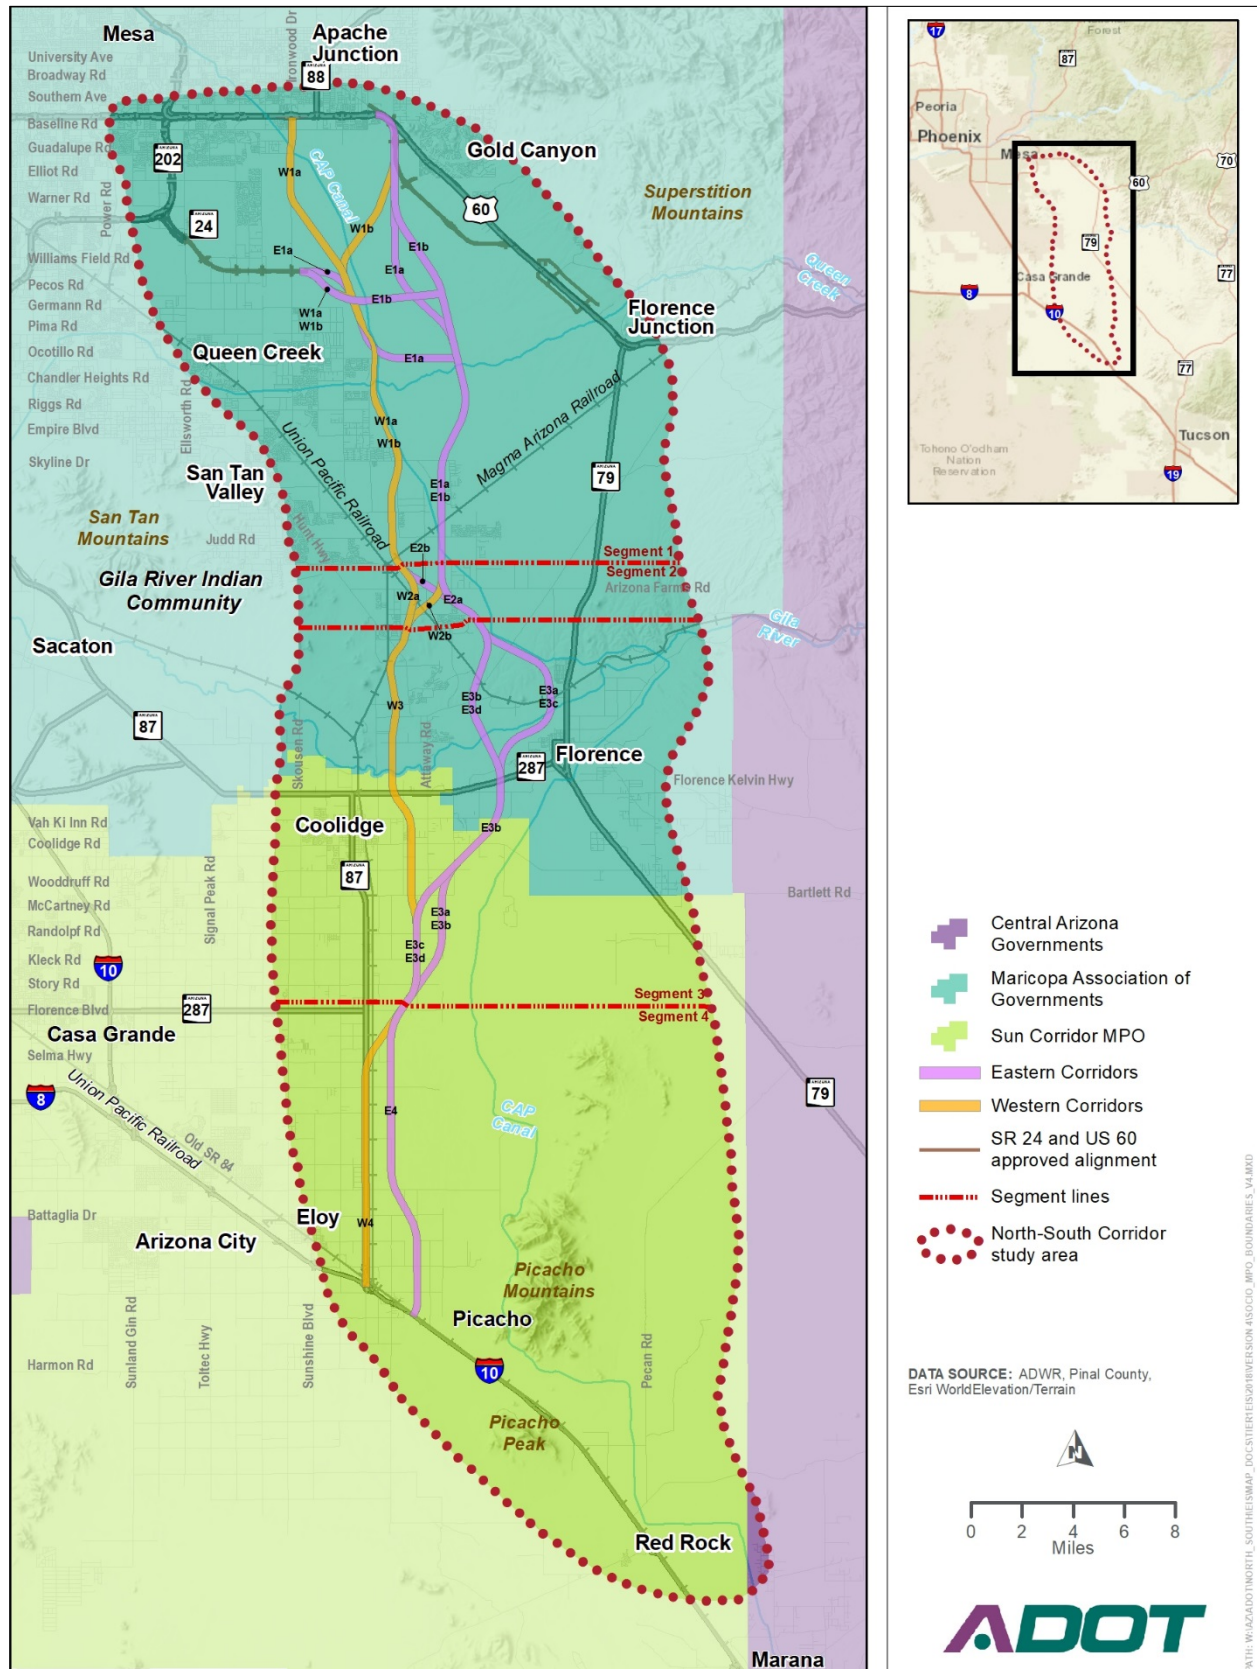 Mesa
Apache
Junction
Ironwood Dr
University Ave
Broadway Rd
Southern Ave
Baseline Rd
Guadalupe Rd
Elliot Rd
Warner Rd
Power Rd
Williams Field Rd
Pecos Rd
Germann Rd
Pima Rd
Ocotillo Rd
Chandler Heights Rd
Riggs Rd
Empire Blvd
Skyline Dr
ARIZONA
88
ARIZONA
202
ARIZONA
24
Gold Canyon
60
Superstition
Mountains
CAP Canal
W1a
W1b
E1b
E1a
E1a
E1b
W1a
W1b
E1a
Queen
Creek
Florence
Junction
Queen Creek
Ellsworth Rd
Union Pacific Railroad
Magma Arizona Railroad
W1a
W1b
E1a
E1b
ARIZONA
79
San Tan
Valley
San Tan
Mountains
Judd Rd
Hunt Hwy
Gila River Indian
Community
E2b
Segment 1
Segment 2
Arizona Farms Rd
W2a
E2a
W2b
Gila
River
Sacaton
ARIZONA
87
W3
E3b
E3d
E3a
E3c
Skousen Rd
Attaway Rd
Florence
ARIZONA
287
Florence Kelvin Hwy
Vah Ki Inn Rd
Coolidge Rd
Coolidge
E3b
Wooddruff Rd
McCartney Rd
Randolpf Rd
Kleck Rd
Story Rd
Florence Blvd
Signal Peak Rd
ARIZONA
87
Bartlett Rd
E3a
E3b
E3c
E3d
10
ARIZONA
287
Segment 3
Segment 4
Casa Grande
Selma Hwy
8
Union Pacific Railroad
Old SR 84
E4
CAP
Canal
ARIZONA
79
Battaglia Dr
Arizona City
Eloy
W4
Picacho
Mountains
Picacho
Harmon Rd
Sunland Gin Rd
Toltec Hwy
Sunshine Blvd
Pecan Rd
10
Picacho
Peak
Red Rock
Marana
17
Forest
87
Peoria
Phoenix
Mesa
70
60
79
77
Casa Grande
8
10
77
Tucson
Tohono O'odham
Nation
Reservation
19
Central Arizona
Governments
Maricopa Association of
Governments
Sun Corridor MPO
Eastern Corridors
Western Corridors
SR 24 and US 60
approved alignment
Segment lines
North-South Corridor
study area
DATA SOURCE: ADWR, Pinal County,
Esri WorldElevation/Terrain
N
0 2 4 6 8
Miles
ADOT